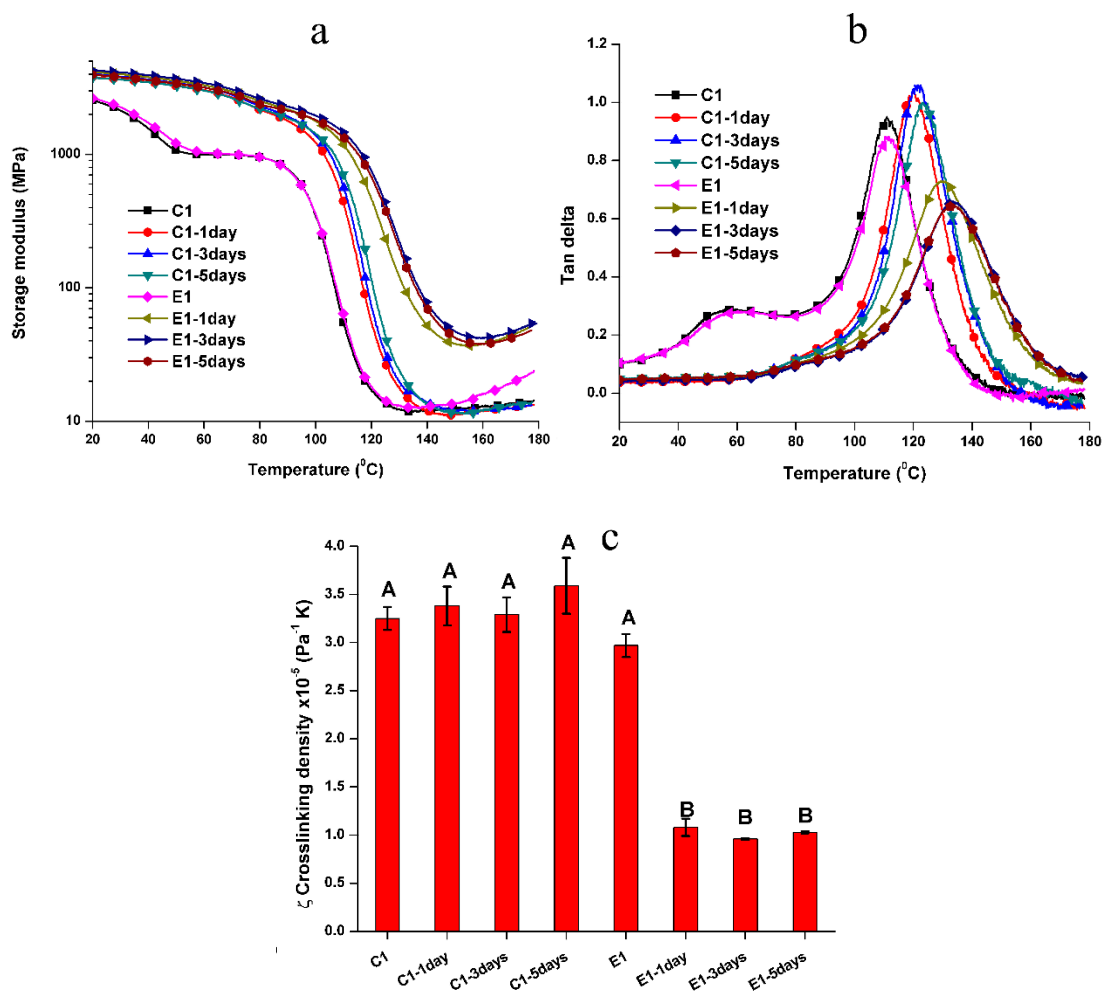 a
Storage modulus (MPa)
1000
100
10
C1
C1-1day
C1-3days
C1-5days
E1
E1-1day
E1-3days
E1-5days
20 40 60 80 100 120 140 160 180
Temperature (⁰C)
b
Tan delta
1.2
1.0
0.8
0.6
0.4
0.2
0.0
C1
C1-1day
C1-3days
C1-5days
E1
E1-1day
E1-3days
E1-5days
20 40 60 80 100 120 140 160 180
Temperature (⁰C)
c
ζ Crosslinking density x10⁻⁵ (Pa⁻¹ K)
4.0
3.5
3.0
2.5
2.0
1.5
1.0
0.5
0.0
A A A A A B B B
C1 C1-1day C1-3days C1-5days E1 E1-1day E1-3days E1-5days